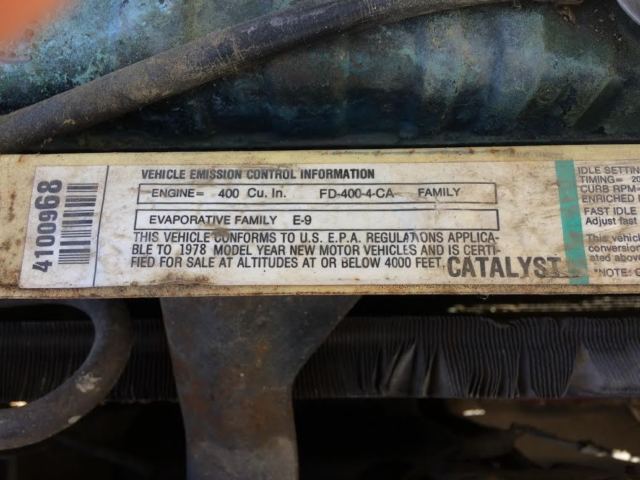 4100968
VEHICLE EMISSION CONTROL INFORMATION
ENGINE= 400 Cu. In. FD-400-4-CA- FAMILY
EVAPORATIVE FAMILY E-9
THIS VEHICLE CONFORMS TO U.S. E.P.A. REGULATIONS APPLICA-
BLE TO 1978 MODEL YEAR NEW MOTOR VEHICLES AND IS CERTI-
FIED FOR SALE AT ALTITUDES AT OR BELOW 4000 FEET.
CATALYST
IDLE SETTIN
TIMING= 20
CURB RPM-
ENRICHED
FAST IDLE
Adjust fast
This vehicle
conversion
ated above
*NOTE: